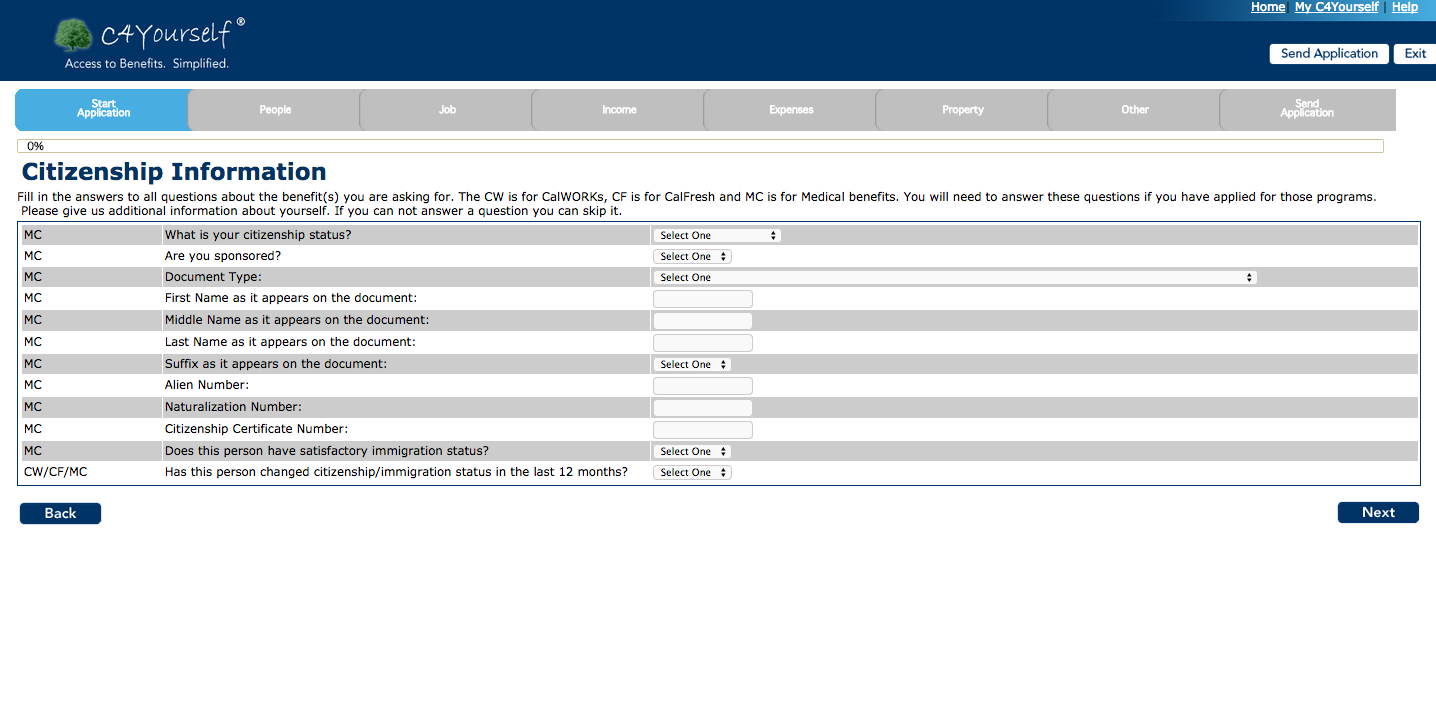 Home | My C4Yourself | Help
C4Yourself®
Access to Benefits. Simplified.
Send Application Exit
Start Application People Job Income Expenses Property Other Send Application
0%
Citizenship Information
Fill in the answers to all questions about the benefit(s) you are asking for. The CW is for CalWORKs, CF is for CalFresh and MC is for Medical benefits. You will need to answer these questions if you have applied for those programs.
Please give us additional information about yourself. If you can not answer a question you can skip it.
MC What is your citizenship status? Select One
MC Are you sponsored? Select One
MC Document Type: Select One
MC First Name as it appears on the document:
MC Middle Name as it appears on the document:
MC Last Name as it appears on the document:
MC Suffix as it appears on the document: Select One
MC Alien Number:
MC Naturalization Number:
MC Citizenship Certificate Number:
MC Does this person have satisfactory immigration status? Select One
CW/CF/MC Has this person changed citizenship/immigration status in the last 12 months? Select One
Back Next